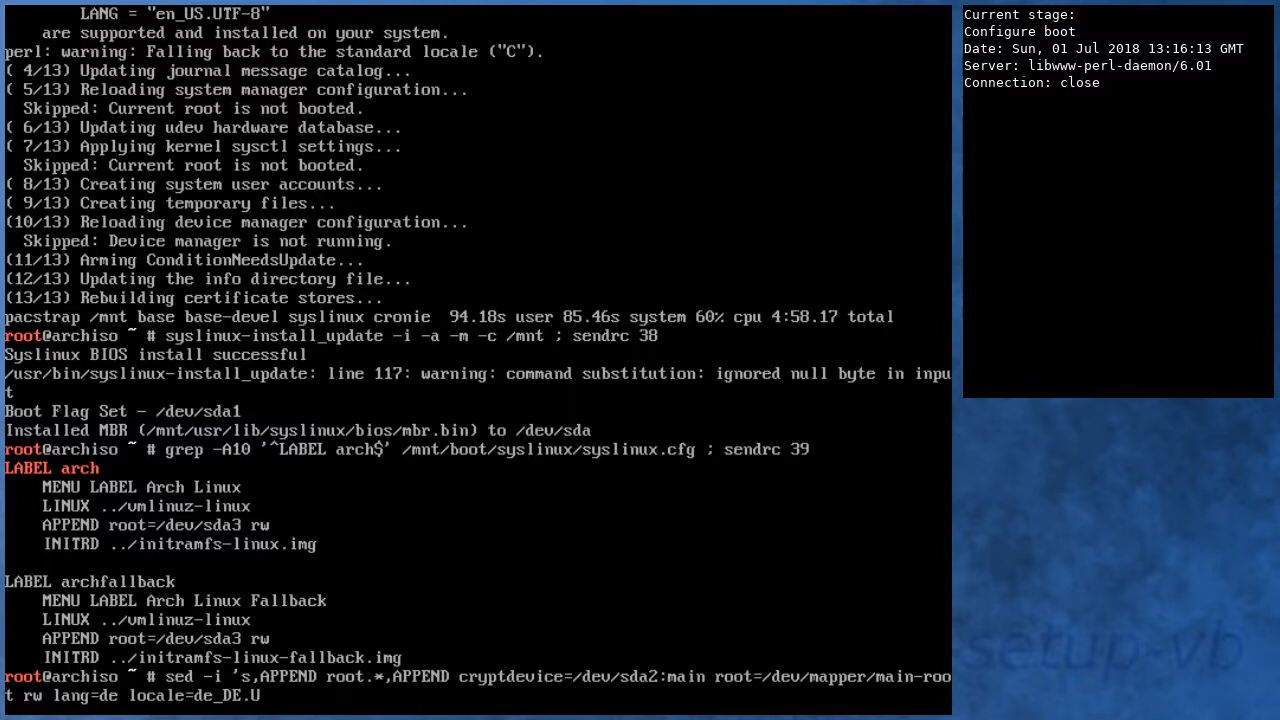 LANG = "en_US.UTF-8"
are supported and installed on your system.
perl: warning: Falling back to the standard locale ("C").
( 4/13) Updating journal message catalog...
( 5/13) Reloading system manager configuration...
Skipped: Current root is not booted.
( 6/13) Updating udev hardware database...
( 7/13) Applying kernel sysctl settings...
Skipped: Current root is not booted.
( 8/13) Creating system user accounts...
( 9/13) Creating temporary files...
(10/13) Reloading device manager configuration...
Skipped: Device manager is not running.
(11/13) Arming ConditionNeedsUpdate...
(12/13) Updating the info directory file...
(13/13) Rebuilding certificate stores...
pacstrap /mnt base base-devel syslinux cronie  94.18s user 85.46s system 60% cpu 4:58.17 total
root@archiso ~ # syslinux-install_update -i -a -m -c /mnt ; sendrc 38
Syslinux BIOS install successful
/usr/bin/syslinux-install_update: line 117: warning: command substitution: ignored null byte in inpu
t
Boot Flag Set - /dev/sda1
Installed MBR (/mnt/usr/lib/syslinux/bios/mbr.bin) to /dev/sda
root@archiso ~ # grep -A10 '^LABEL arch$' /mnt/boot/syslinux/syslinux.cfg ; sendrc 39
LABEL arch
MENU LABEL Arch Linux
LINUX ../vmlinuz-linux
APPEND root=/dev/sda3 rw
INITRD ../initramfs-linux.img
LABEL archfallback
MENU LABEL Arch Linux Fallback
LINUX ../vmlinuz-linux
APPEND root=/dev/sda3 rw
INITRD ../initramfs-linux-fallback.img
root@archiso ~ # sed -i 's,APPEND root.*,APPEND cryptdevice=/dev/sda2:main root=/dev/mapper/main-roo
t rw lang=de locale=de_DE.U
Current stage:
Configure boot
Date: Sun, 01 Jul 2018 13:16:13 GMT
Server: libwww-perl-daemon/6.01
Connection: close
setup-vb